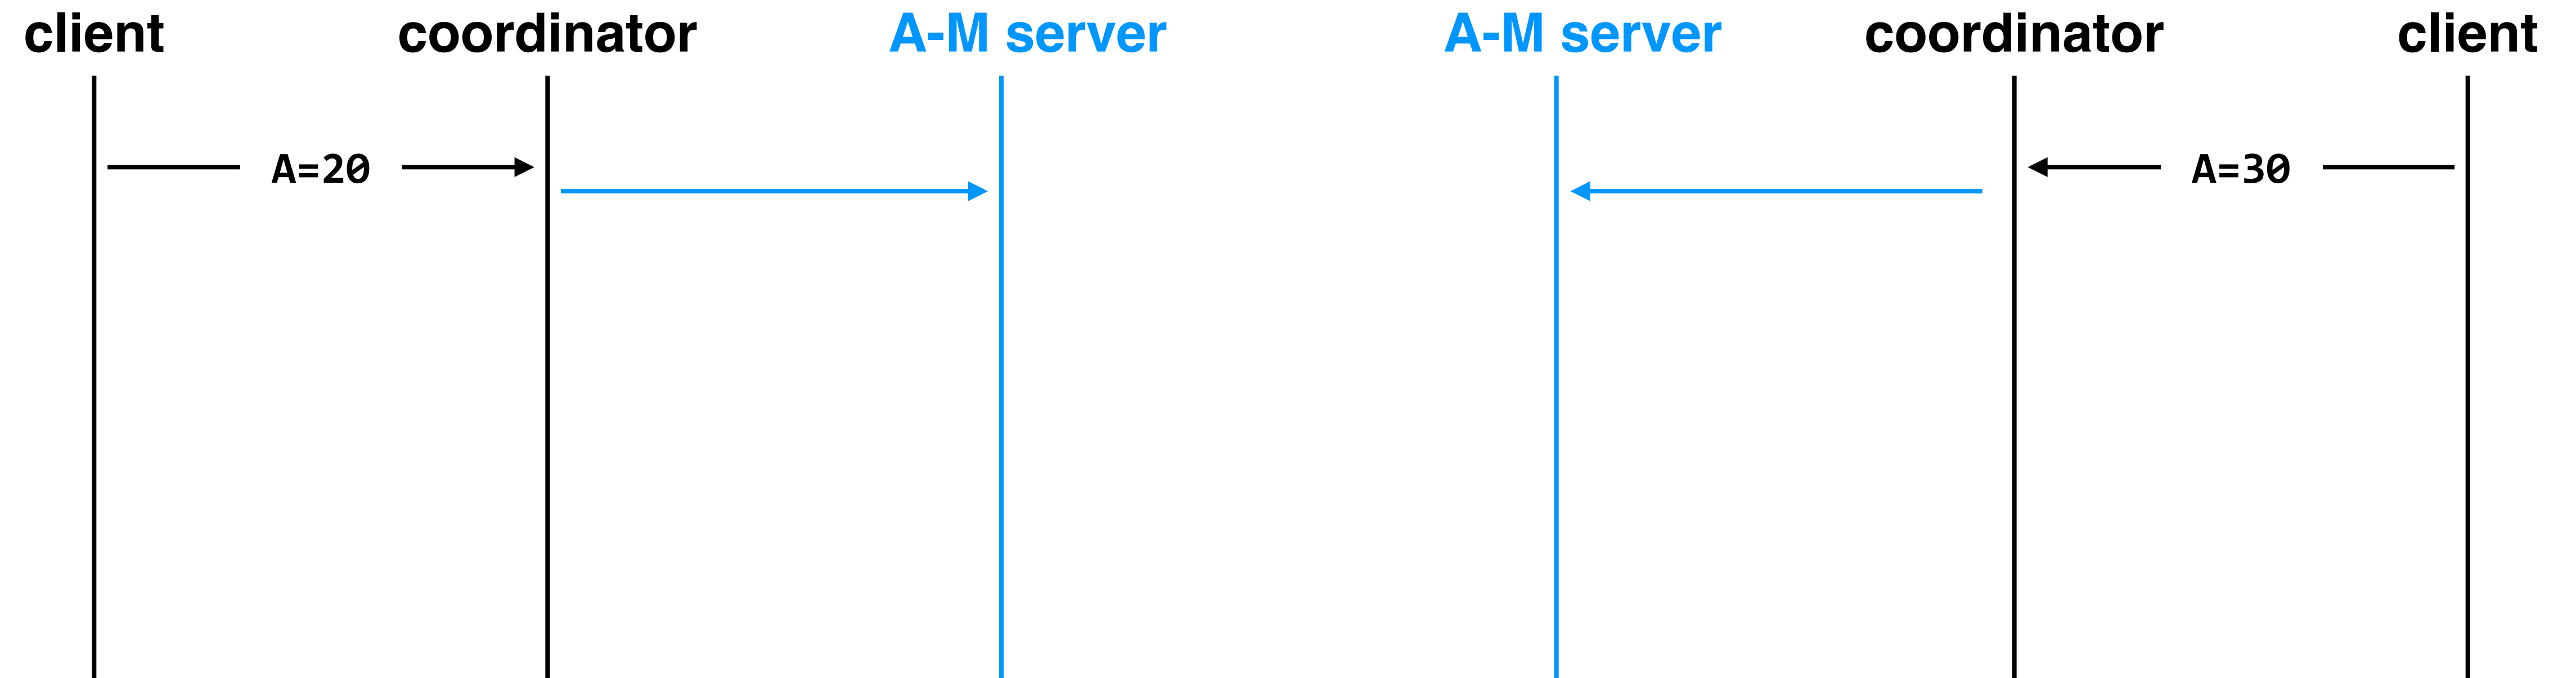 client coordinator A-M server A-M server coordinator client
A=20 A=30